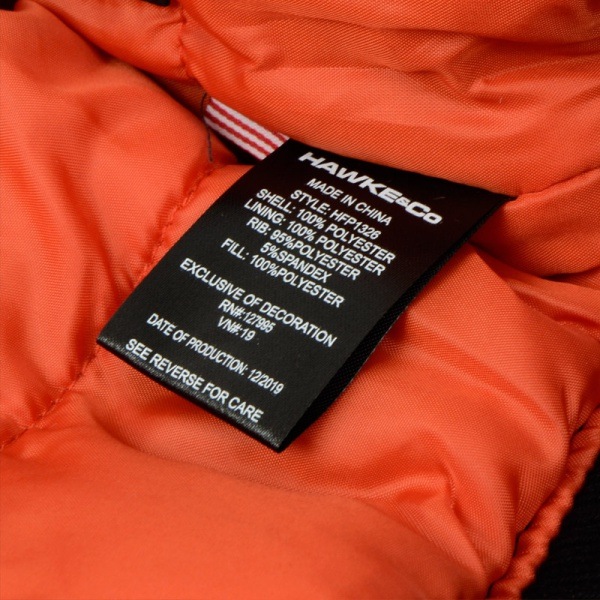 HAWKE&Co
MADE IN CHINA
STYLE: HFP1326
SHELL: 100% POLYESTER
LINING: 100% POLYESTER
RIB: 95%POLYESTER
5%SPANDEX
FILL: 100%POLYESTER
EXCLUSIVE OF DECORATION
RN#:127995
VN#:19
DATE OF PRODUCTION: 12/2019
SEE REVERSE FOR CARE